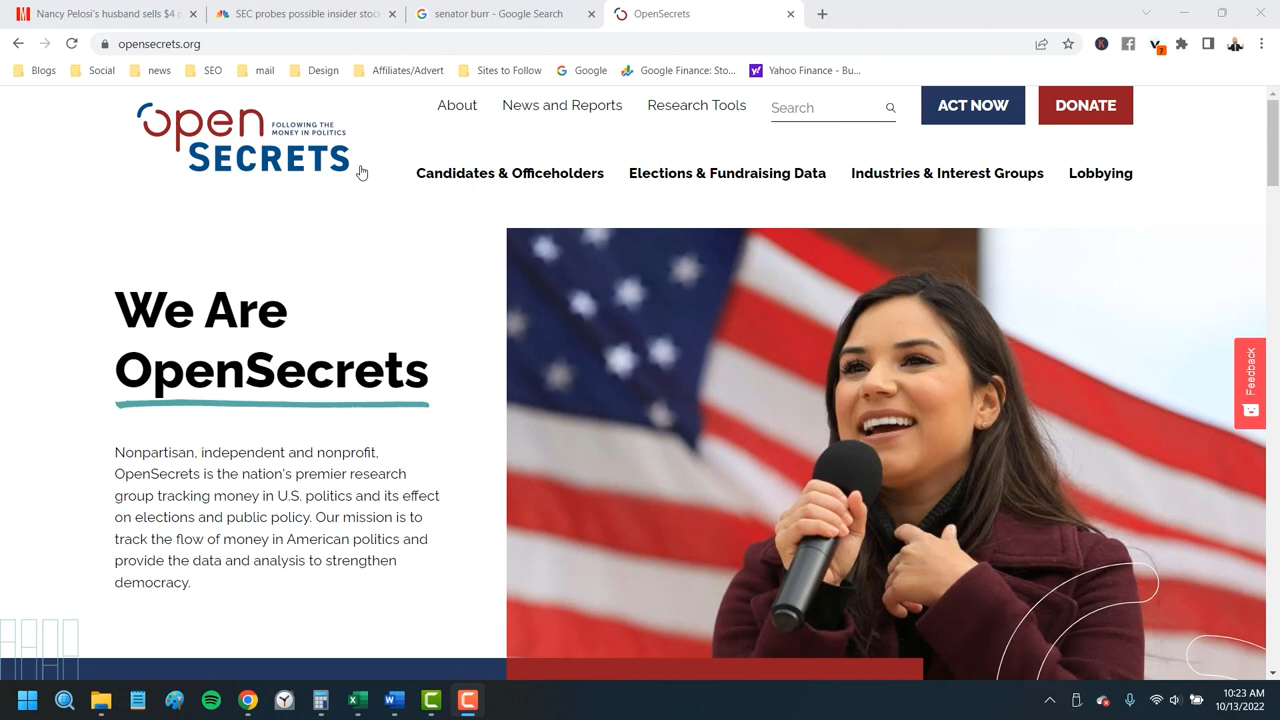 Nancy Pelosi's husband sells $4 m
SEC probes possible insider stock
senator burr - Google Search
OpenSecrets
opensecrets.org
7
Blogs
Social
news
SEO
mail
Design
Affiliates/Advert
Sites to Follow
Google
Google Finance: Sto...
Yahoo Finance - Bu...
open
SECRETS
FOLLOWING THE
MONEY IN POLITICS
About
News and Reports
Research Tools
Search
ACT NOW
DONATE
Candidates & Officeholders
Elections & Fundraising Data
Industries & Interest Groups
Lobbying
We Are
OpenSecrets
Nonpartisan, independent and nonprofit,
OpenSecrets is the nation's premier research
group tracking money in U.S. politics and its effect
on elections and public policy. Our mission is to
track the flow of money in American politics and
provide the data and analysis to strengthen
democracy.
Feedback
10:23 AM
10/13/2022